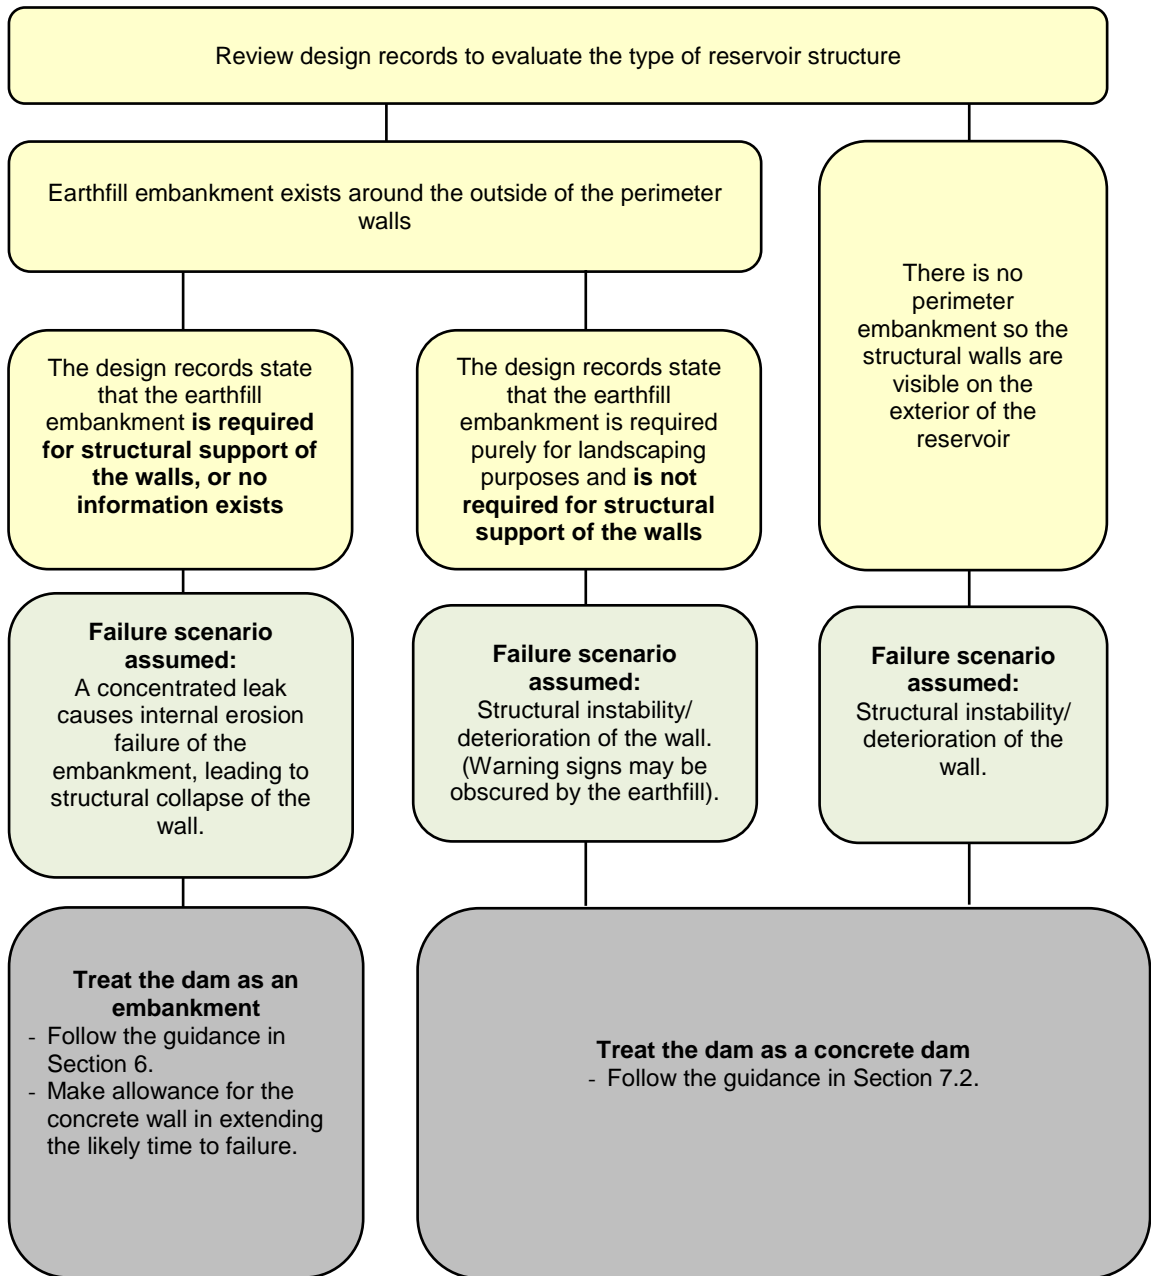 Review design records to evaluate the type of reservoir structure
Earthfill embankment exists around the outside of the perimeter
walls
There is no
perimeter
embankment so the
structural walls are
visible on the
exterior of the
reservoir
The design records state
that the earthfill
embankment is required
for structural support of
the walls, or no
information exists
The design records state
that the earthfill
embankment is required
purely for landscaping
purposes and is not
required for structural
support of the walls
Failure scenario
assumed:
A concentrated leak
causes internal erosion
failure of the
embankment, leading to
structural collapse of the
wall.
Failure scenario
assumed:
Structural instability/
deterioration of the wall.
(Warning signs may be
obscured by the earthfill).
Failure scenario
assumed:
Structural instability/
deterioration of the
wall.
Treat the dam as an
embankment
- Follow the guidance in
Section 6.
- Make allowance for the
concrete wall in extending
the likely time to failure.
Treat the dam as a concrete dam
- Follow the guidance in Section 7.2.